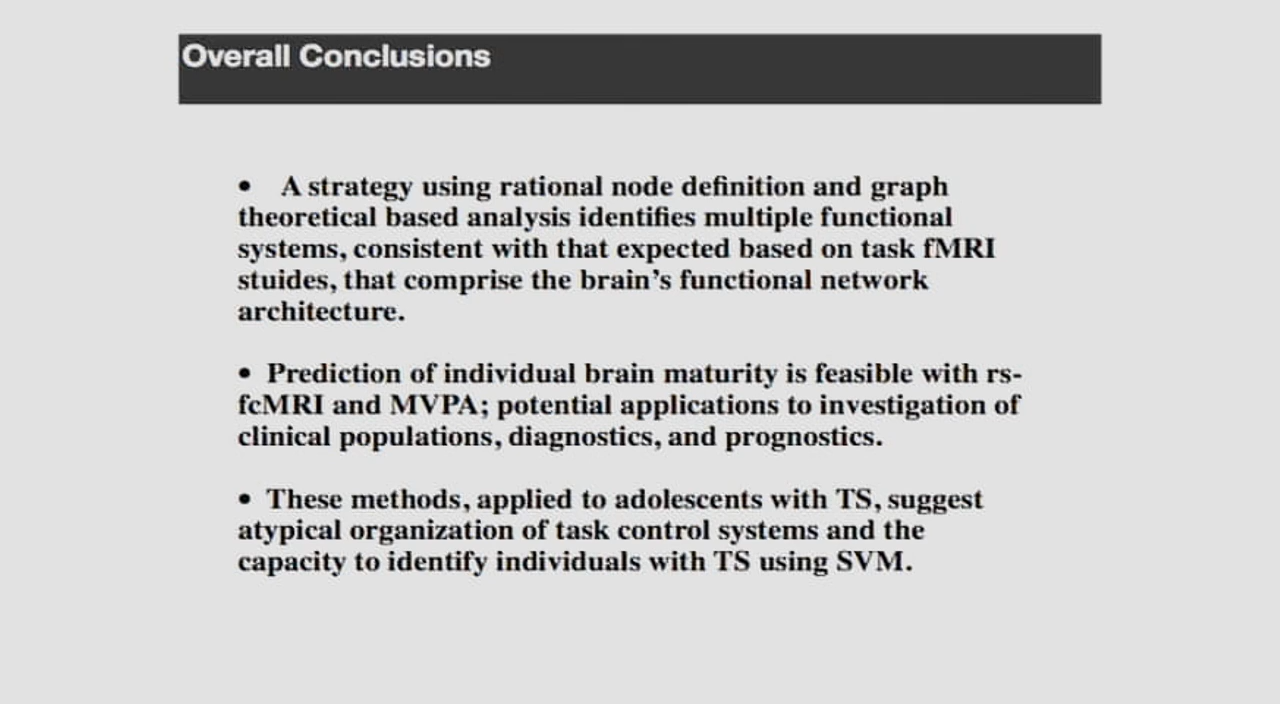 Overall Conclusions
• A strategy using rational node definition and graph
theoretical based analysis identifies multiple functional
systems, consistent with that expected based on task fMRI
stuides, that comprise the brain’s functional network
architecture.
• Prediction of individual brain maturity is feasible with rs-
fcMRI and MVPA; potential applications to investigation of
clinical populations, diagnostics, and prognostics.
• These methods, applied to adolescents with TS, suggest
atypical organization of task control systems and the
capacity to identify individuals with TS using SVM.